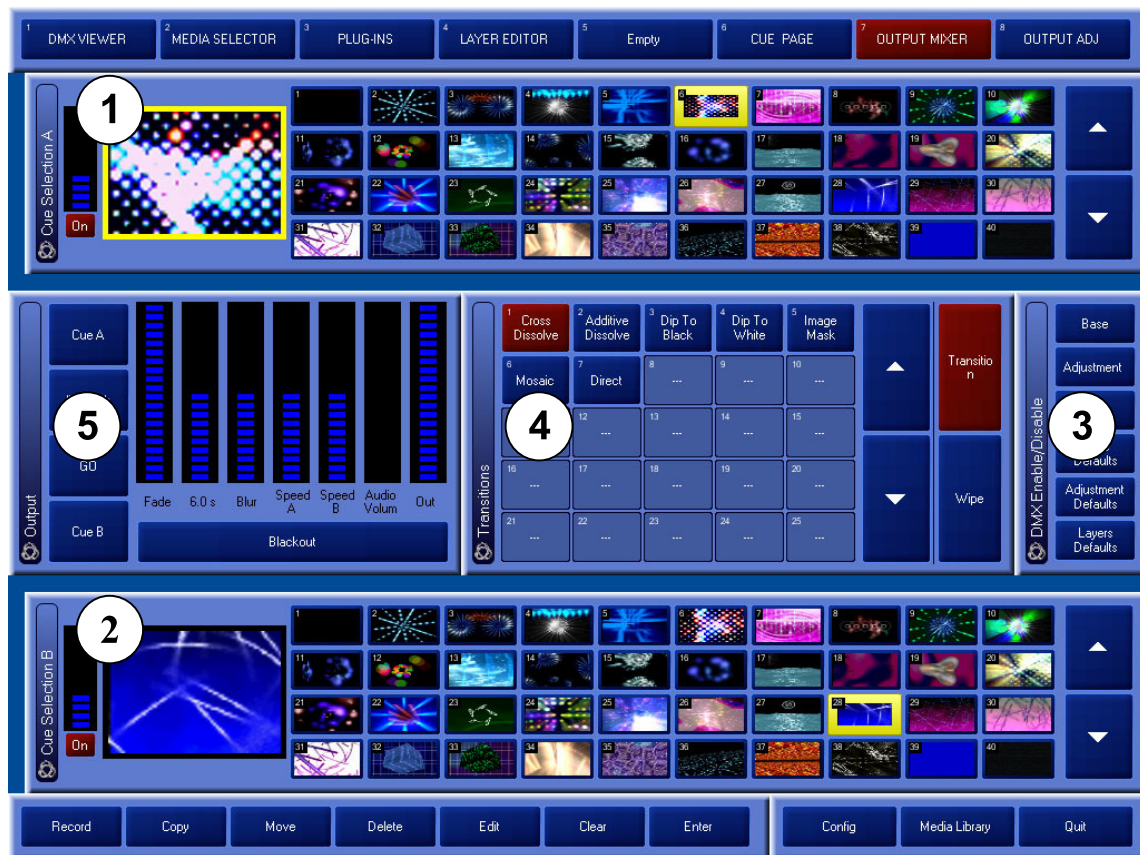 1 DMX VIEWER
2 MEDIA SELECTOR
3 PLUG-INS
4 LAYER EDITOR
5 Empty
6 CUE PAGE
7 OUTPUT MIXER
8 OUTPUT ADJ
Cue Selection A
1
On
1 2 3 4 5 6 7 8 9 10
11 12 13 14 15 16 17 18 19 20
21 22 23 24 25 26 27 28 29 30
31 32 33 34 35 36 37 38 39 40
Output
Cue A
5
GO
Cue B
Fade
6.0 s
Blur
Speed
A
Speed
B
Audio
Volum
Out
Blackout
Transitions
1 Cross
Dissolve
2 Additive
Dissolve
3 Dip To
Black
4 Dip To
White
5 Image
Mask
6 Mosaic
7 Direct
8 ---
9 ---
10 ---
4
12 ---
13 ---
14 ---
15 ---
16 ---
17 ---
18 ---
19 ---
20 ---
21 ---
22 ---
23 ---
24 ---
25 ---
Transitio
n
Wipe
DMX Enable/Disable
Base
Adjustment
3
Defaults
Adjustment
Defaults
Layers
Defaults
Cue Selection B
2
On
1 2 3 4 5 6 7 8 9 10
11 12 13 14 15 16 17 18 19 20
21 22 23 24 25 26 27 28 29 30
31 32 33 34 35 36 37 38 39 40
Record
Copy
Move
Delete
Edit
Clear
Enter
Config
Media Library
Quit